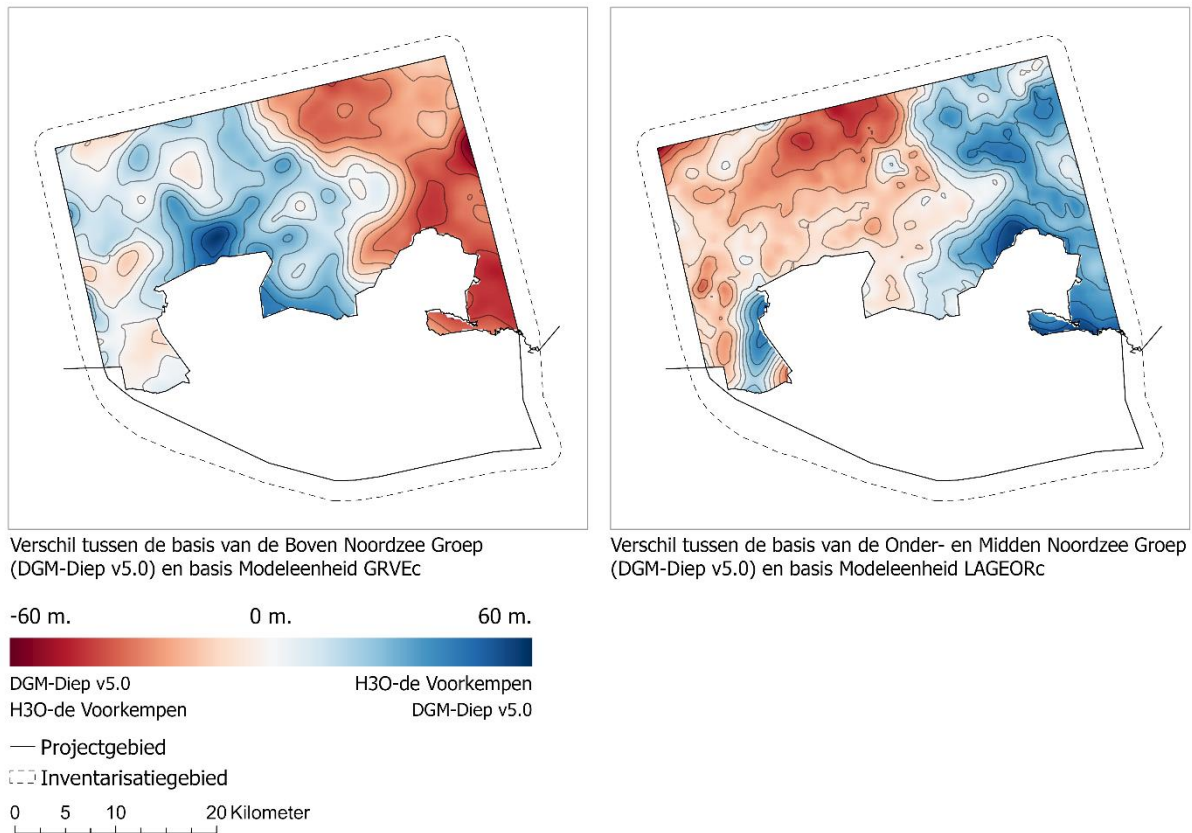 Verschil tussen de basis van de Boven Noordzee Groep
(DGM-Diep v5.0) en basis Modeleenheid GRVEc
Verschil tussen de basis van de Onder- en Midden Noordzee Groep
(DGM-Diep v5.0) en basis Modeleenheid LAGEORc
-60 m. 0 m. 60 m.
DGM-Diep v5.0 H3O-de Voorkempen
H3O-de Voorkempen DGM-Diep v5.0
Projectgebied
Inventarisatiegebied
0 5 10 20 Kilometer